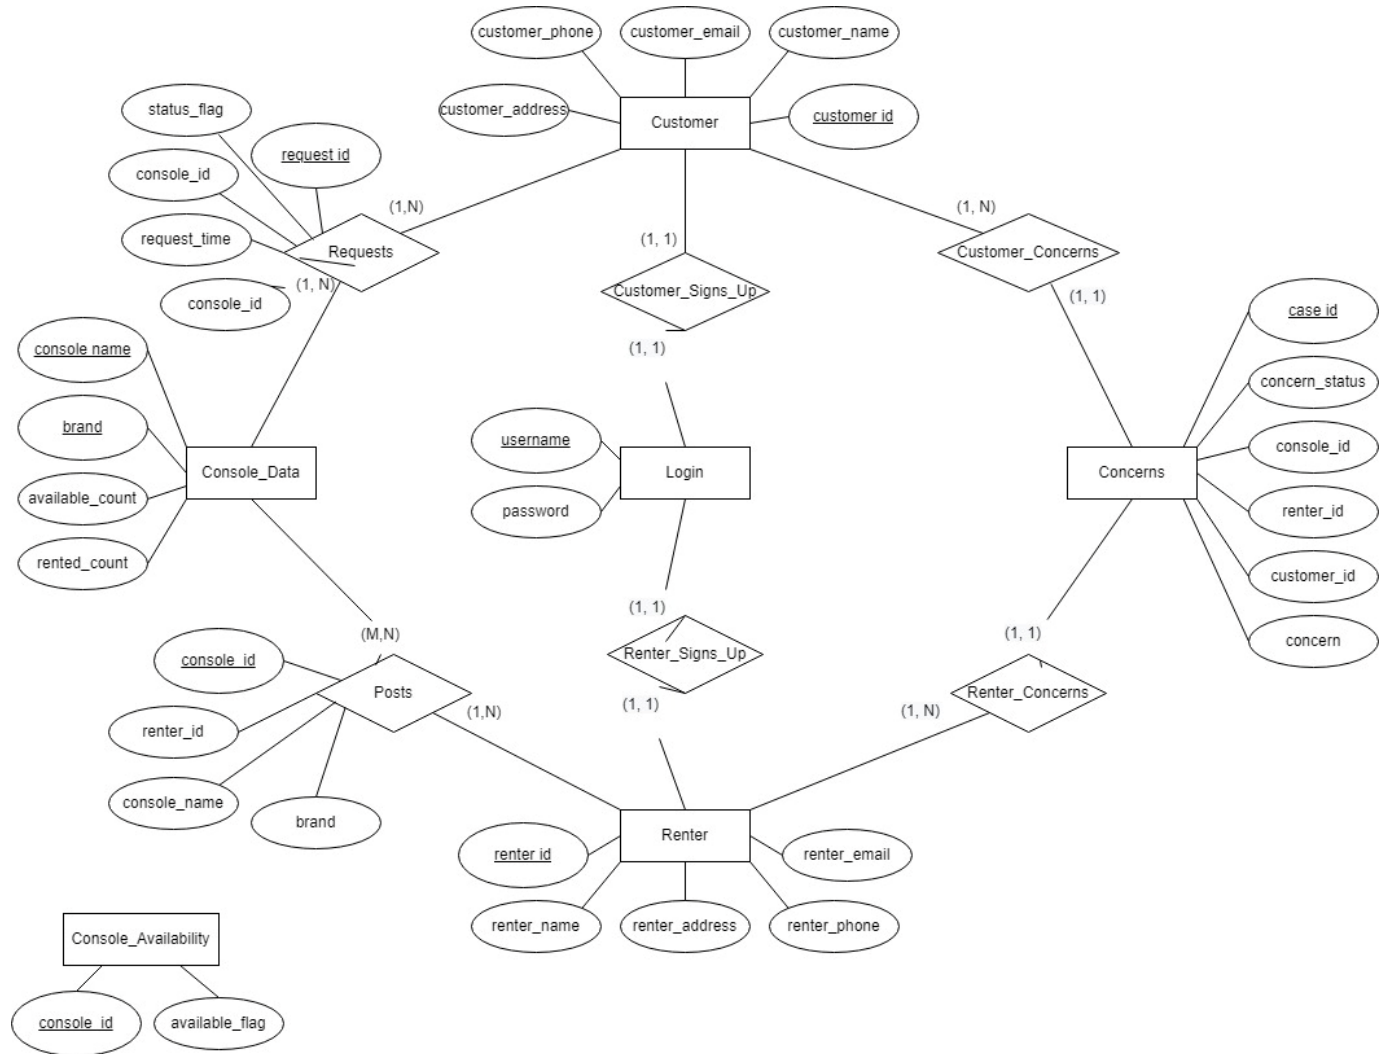 customer_phone
customer_email
customer_name
customer_address
Customer
customer id
status_flag
request id
console_id
request_time
Requests
console_id
(1,N)
(1, N)
(1, 1)
Customer_Signs_Up
(1, 1)
(1, N)
Customer_Concerns
(1, 1)
console name
brand
available_count
rented_count
Console_Data
username
password
Login
Concerns
case id
concern_status
console_id
renter_id
customer_id
concern
(M,N)
console_id
renter_id
console_name
brand
Posts
(1,N)
(1, 1)
Renter_Signs_Up
(1, 1)
(1, 1)
Renter_Concerns
(1, N)
Renter
renter id
renter_name
renter_address
renter_phone
renter_email
Console_Availability
console_id
available_flag